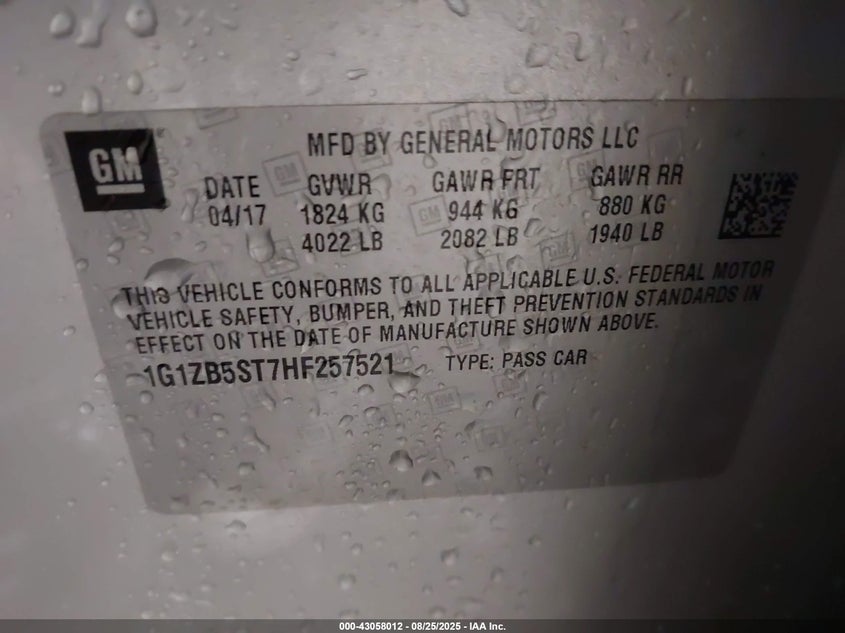 GM
MFD BY GENERAL MOTORS LLC
DATE GVWR GAWR FRT GAWR RR
04/17 1824 KG 944 KG 880 KG
4022 LB 2082 LB 1940 LB
THIS VEHICLE CONFORMS TO ALL APPLICABLE U.S. FEDERAL MOTOR
VEHICLE SAFETY, BUMPER, AND THEFT PREVENTION STANDARDS IN
EFFECT ON THE DATE OF MANUFACTURE SHOWN ABOVE.
1G1ZB5ST7HF257521 TYPE: PASS CAR
000-43058012 - 08/25/2025 - IAA Inc.